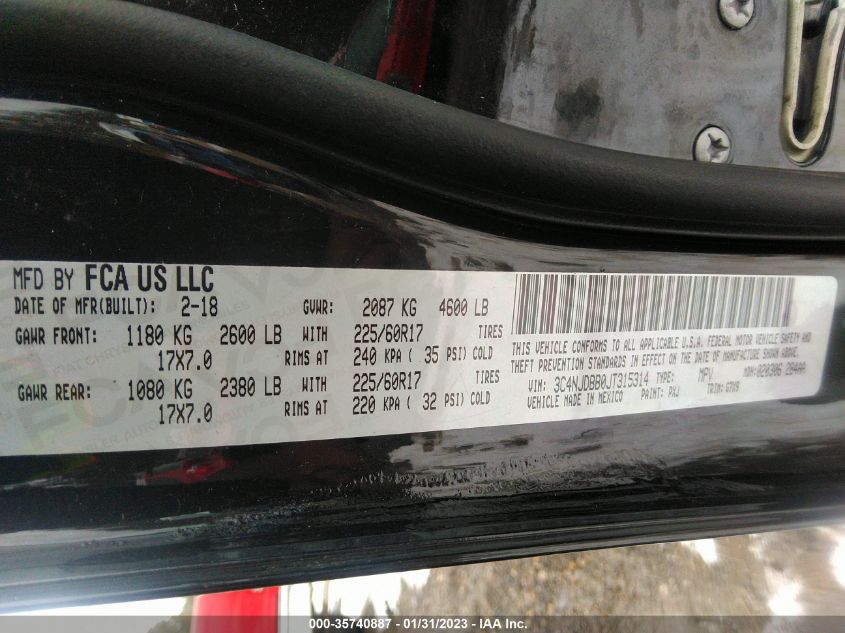 MFD BY FCA US LLC
DATE OF MFR(BUILT): 2-18 GVWR: 2087 KG 4600 LB
GAWR FRONT: 1180 KG 2600 LB WITH 225/60R17 TIRES
17X7.0 RIMS AT 240 KPA ( 35 PSI) COLD
GAWR REAR: 1080 KG 2380 LB WITH 225/60R17 TIRES
17X7.0 RIMS AT 220 KPA ( 32 PSI) COLD
THIS VEHICLE CONFORMS TO ALL APPLICABLE U.S.A. FEDERAL MOTOR VEHICLE SAFETY AND
THEFT PREVENTION STANDARDS IN EFFECT ON THE DATE OF MANUFACTURE SHOWN ABOVE.
VIN: 3C4NJDBB0JT315314 TYPE: MPV MDH: 020306 284AA
VEHICLE MADE IN MEXICO PAINT: PXJ TRIM:
000-35740887 - 01/31/2023 - IAA Inc.